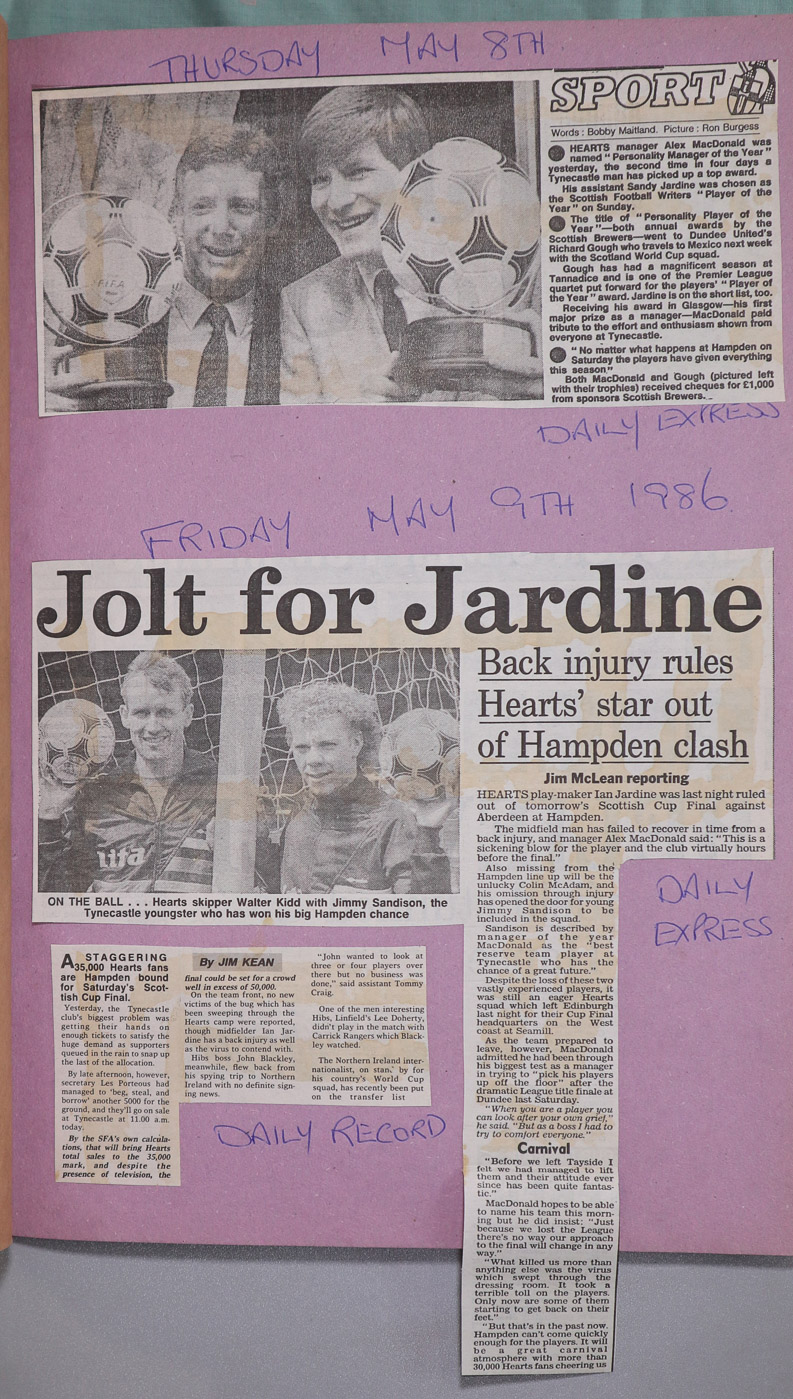 THURSDAY MAY 8TH
SPORT
Words : Bobby Maitland. Picture : Ron Burgess
HEARTS manager Alex MacDonald was
named “Personality Manager of the Year”
yesterday, the second time in four days a
Tynecastle man has picked up a top award.
His assistant Sandy Jardine was chosen as
the Scottish Football Writers “Player of the
Year” on Sunday.
The title of “Personality Player of the
Year”—both annual awards by the
Scottish Brewers—went to Dundee United's
Richard Gough who travels to Mexico next week
with the Scotland World Cup squad.
Gough has had a magnificent season at
Tannadice and is one of the Premier League
quartet put forward for the players' “Player of
the Year” award. Jardine is on the short list, too.
Receiving his award in Glasgow—his first
major prize as a manager—MacDonald paid
tribute to the effort and enthusiasm shown from
everyone at Tynecastle.
“No matter what happens at Hampden on
Saturday the players have given everything
this season.”
Both MacDonald and Gough (pictured left
with their trophies) received cheques for £1,000
from sponsors Scottish Brewers.
FIFA
DAILY EXPRESS
FRIDAY MAY 9TH 1986.
Jolt for Jardine
Back injury rules
Hearts' star out
of Hampden clash
Jim McLean reporting
HEARTS play-maker Ian Jardine was last night ruled
out of tomorrow's Scottish Cup Final against
Aberdeen at Hampden.
The midfield man has failed to recover in time from a
back injury, and manager Alex MacDonald said: “This is a
sickening blow for the player and the club virtually hours
before the final.”
Also missing from the
Hampden line up will be the
unlucky Colin McAdam, and
his omission through injury
has opened the door for young
Jimmy Sandison to be
included in the squad.
Sandison is described by
manager of the year
MacDonald as the “best
reserve team player at
Tynecastle who has the
chance of a great future.”
Despite the loss of these two
vastly experienced players, it
was still an eager Hearts
squad which left Edinburgh
last night for their Cup Final
headquarters on the West
coast at Seamill.
As the team prepared to
leave, however, MacDonald
admitted he had been through
his biggest test as a manager
in trying to “pick his players
up off the floor” after the
dramatic League title finale at
Dundee last Saturday.
“When you are a player you
can look after your own grief,”
he said. “But as a boss I had to
try to comfort everyone.”
Carnival
“Before we left Tayside I
felt we had managed to lift
them and their attitude ever
since has been quite fantas-
tic.”
MacDonald hopes to be able
to name his team this morn-
ing but he did insist: “Just
because we lost the League
there's no way our approach
to the final will change in any
way.”
“What killed us more than
anything else was the virus
which swept through the
dressing room. It took a
terrible toll on the players.
Only now are some of them
starting to get back on their
feet.”
“But that's in the past now.
Hampden can't come quickly
enough for the players. It will
be a great carnival
atmosphere with more than
30,000 Hearts fans cheering us
ON THE BALL . . . Hearts skipper Walter Kidd with Jimmy Sandison, the
Tynecastle youngster who has won his big Hampden chance
DAILY
EXPRESS
A STAGGERING
35,000 Hearts fans
are Hampden bound
for Saturday's Scot-
tish Cup Final.
Yesterday, the Tynecastle
club's biggest problem was
getting their hands on
enough tickets to satisfy the
huge demand as supporters
queued in the rain to snap up
the last of the allocation.
By late afternoon, however,
secretary Les Porteous had
managed to ‘beg, steal, and
borrow’ another 5000 for the
ground, and they'll go on sale
at Tynecastle at 11.00 a.m.
today.
By the SFA's own calcula-
tions, that will bring Hearts
total sales to the 35,000
mark, and despite the
presence of television, the
By JIM KEAN
final could be set for a crowd
well in excess of 50,000.
On the team front, no new
victims of the bug which has
been sweeping through the
Hearts camp were reported,
though midfielder Ian Jar-
dine has a back injury as well
as the virus to contend with.
Hibs boss John Blackley,
meanwhile, flew back from
his spying trip to Northern
Ireland with no definite sign-
ing news.
“John wanted to look at
three or four players over
there but no business was
done,” said assistant Tommy
Craig.
One of the men interesting
Hibs, Linfield's Lee Doherty,
didn't play in the match with
Carrick Rangers which Black-
ley watched.
The Northern Ireland inter-
nationalist, on stand-by for
his country's World Cup
squad, has recently been put
on the transfer list
DAILY RECORD